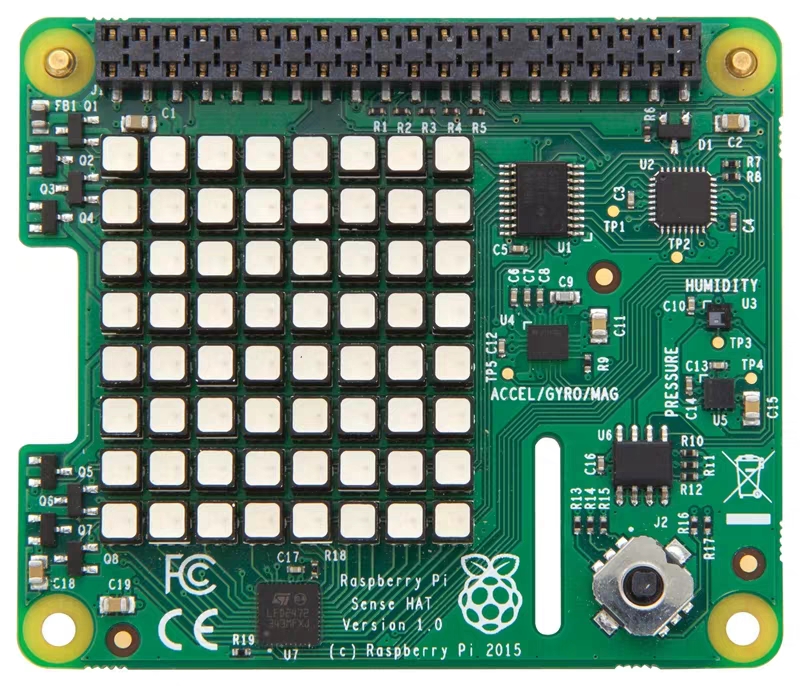 J1
FB1 Q1
C1
R1 R2 R3 R4 R5
R6
D1
C2
Q2
U2
R7
R8
Q3
C3
Q4
TP1
C4
C5
U1
TP2
C6
C7
C8
C9
HUMIDITY
C10
U3
U4
C11
C12
TP3
R9
TP5
PRESSURE
C13
TP4
ACCEL/GYRO/MAG
C14
U5
C15
U6
R10
R11
R12
C16
Q5
Q6
Q7
Q8
R13
R14
R15
J2
R16
R17
C17
R18
FC
C18
C19
CE
Raspberry Pi
Sense HAT
Version 1.0
(c) Raspberry Pi 2015
ST
LED2472
R19
U7